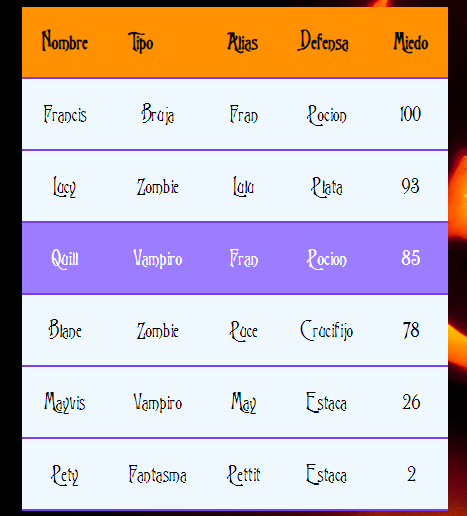 Nombre Tipo Alias Defensa Miedo
Francis Bruja Fran Pocion 100
Lucy Zombie Lulu Plata 93
Quill Vampiro Fran Pocion 85
Blane Zombie Puce Crucifijo 78
Mayvis Vampiro May Estaca 26
Pety Fantasma Pettit Estaca 2